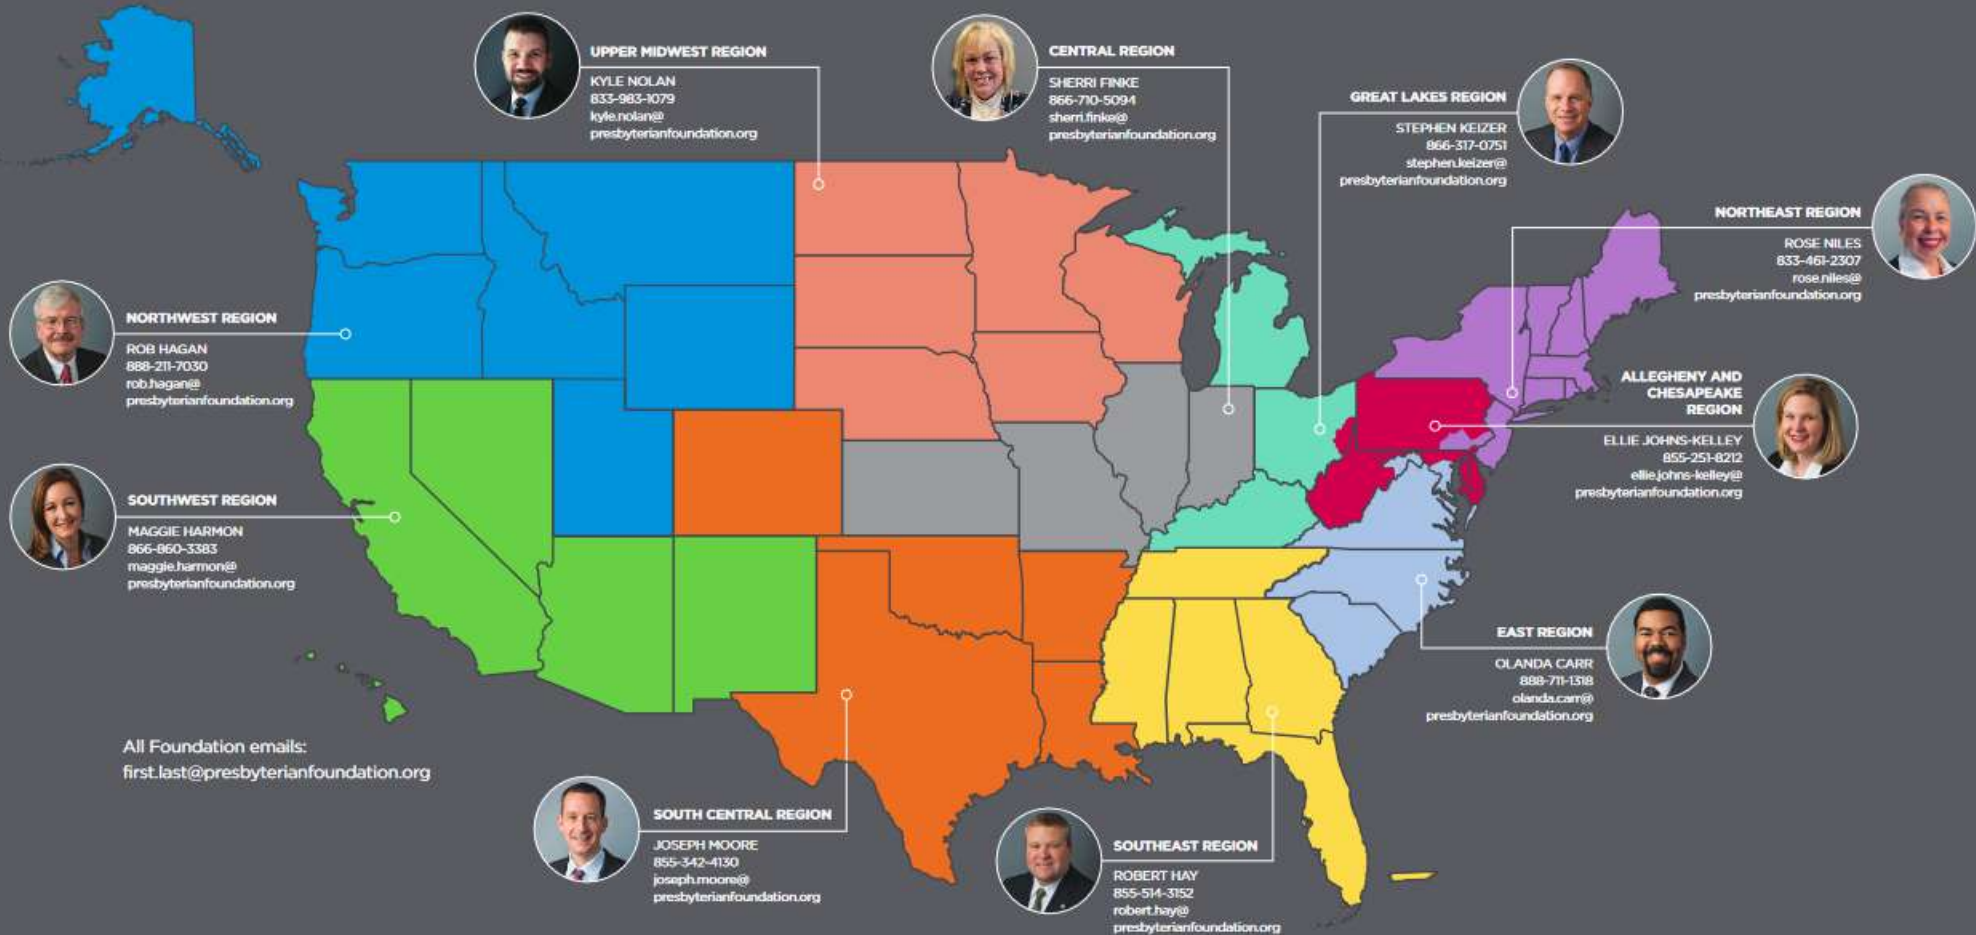 UPPER MIDWEST REGION
KYLE NOLAN
833-983-1079
kyle.nolan@
presbyterianfoundation.org
CENTRAL REGION
SHERRI FINKE
866-710-5094
sherri.finke@
presbyterianfoundation.org
GREAT LAKES REGION
STEPHEN KEIZER
866-317-0751
stephen.keizer@
presbyterianfoundation.org
NORTHEAST REGION
ROSE NILES
833-461-2307
rose.niles@
presbyterianfoundation.org
NORTHWEST REGION
ROB HAGAN
888-211-7030
rob.hagan@
presbyterianfoundation.org
ALLEGHENY AND
CHESAPEAKE
REGION
ELLIE JOHNS-KELLEY
855-251-8212
ellie.johns-kelley@
presbyterianfoundation.org
SOUTHWEST REGION
MAGGIE HARMON
866-860-3383
maggie.harmon@
presbyterianfoundation.org
EAST REGION
OLANDA CARR
888-711-1318
olanda.carr@
presbyterianfoundation.org
All Foundation emails:
first.last@presbyterianfoundation.org
SOUTH CENTRAL REGION
JOSEPH MOORE
855-342-4130
joseph.moore@
presbyterianfoundation.org
SOUTHEAST REGION
ROBERT HAY
855-514-3152
robert.hay@
presbyterianfoundation.org